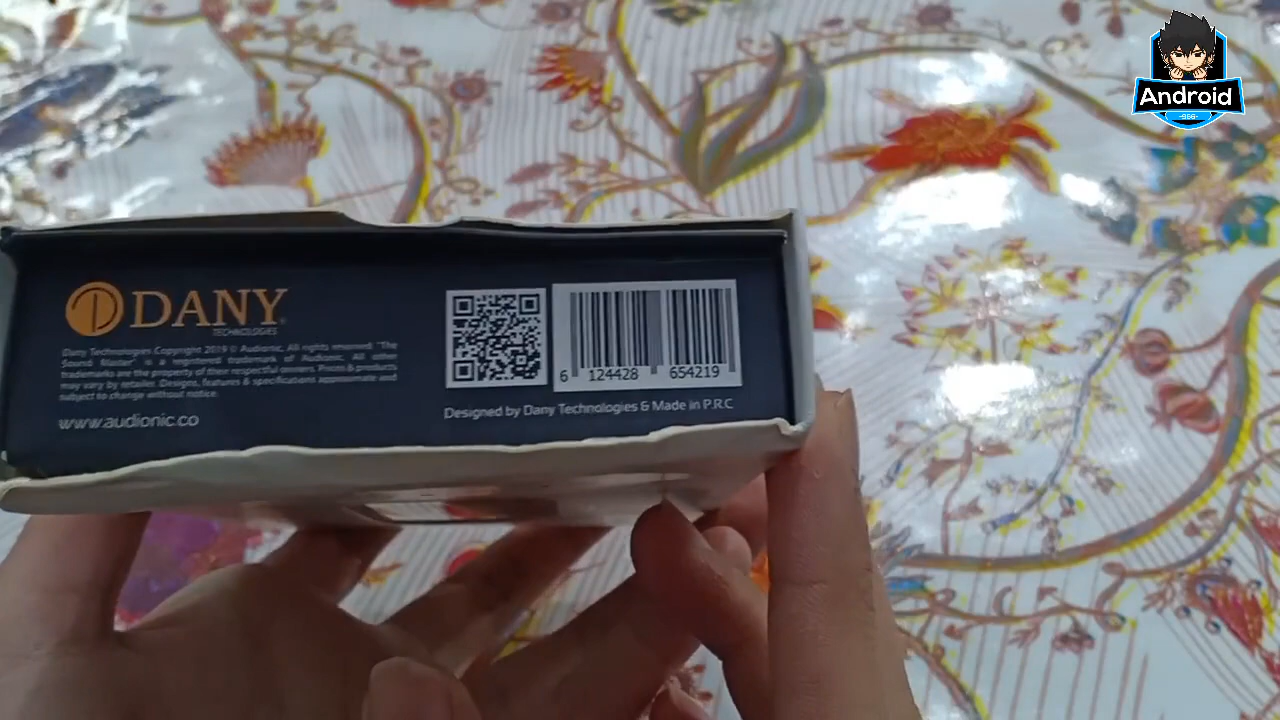 Android
-986-
DANY
TECHNOLOGIES
Dany Technologies Copyright 2019 © Audionic, All rights reserved. "The
Sound Master" is a registered trademark of Audionic. All other
trademarks are the property of their respectful owners. Prices & products
may vary by retailer. Designs, features & specifications approximate and
subject to change without notice.
www.audionic.co
6 124428 654219
Designed by Dany Technologies & Made in P.R.C